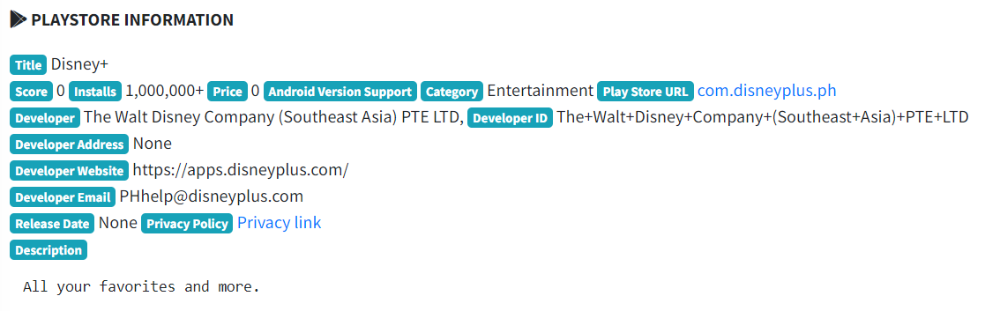 PLAYSTORE INFORMATION
Title Disney+
Score 0 Installs 1,000,000+ Price 0 Android Version Support Category Entertainment Play Store URL com.disneyplus.ph
Developer The Walt Disney Company (Southeast Asia) PTE LTD, Developer ID The+Walt+Disney+Company+(Southeast+Asia)+PTE+LTD
Developer Address None
Developer Website https://apps.disneyplus.com/
Developer Email PHhelp@disneyplus.com
Release Date None Privacy Policy Privacy link
Description
All your favorites and more.